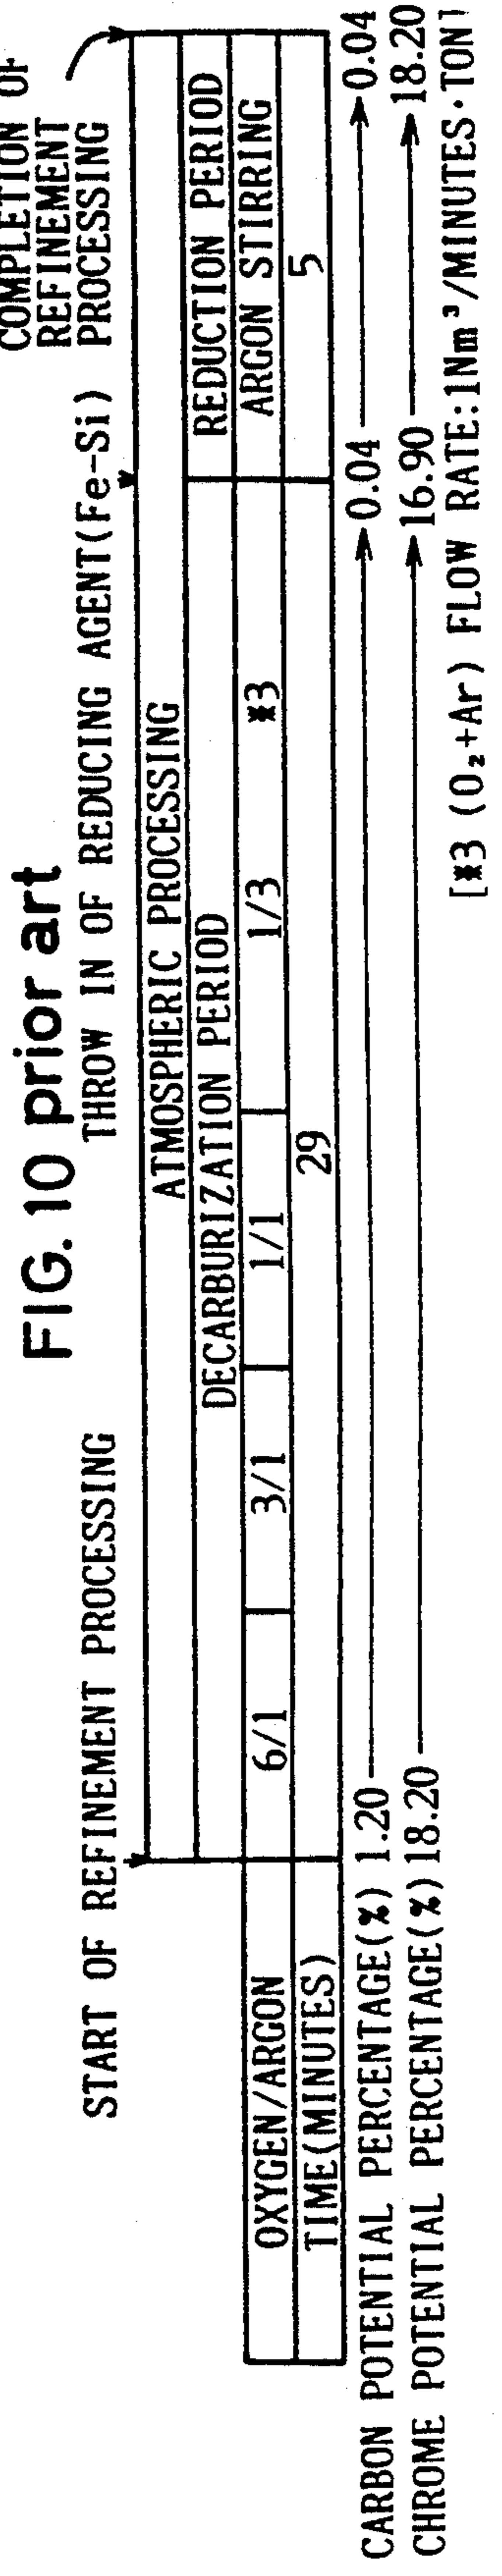 FIG. 10 prior art
COMPLETION OF
REFINEMENT
PROCESSING
START OF REFINEMENT PROCESSING
THROW IN OF REDUCING AGENT(Fe-Si)
ATMOSPHERIC PROCESSING
DECARBURIZATION PERIOD
REDUCTION PERIOD
OXYGEN/ARGON 6/1 3/1 1/1 1/3 *3 ARGON STIRRING
TIME(MINUTES) 29 5
CARBON POTENTIAL PERCENTAGE(%) 1.20 → 0.04 → 0.04
CHROME POTENTIAL PERCENTAGE(%) 18.20 → 16.90 → 18.20
[*3 (O₂+Ar) FLOW RATE:1Nm³/MINUTES·TON]